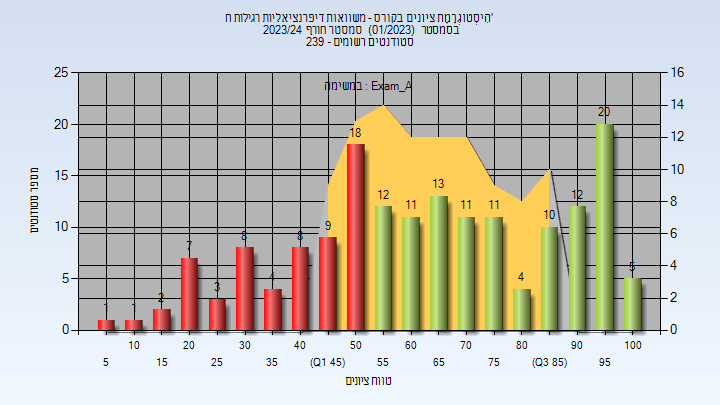 'היסטוגרמת ציונים בקורס - משוואות דיפרנציאליות רגילות ח
בסמסטר (01/2023) סמסטר חורף 2023/24
סטודנטים רשומים - 239
במשימה : Exam_A
מספר סטודנטים
25 20 15 10 5 0
16 14 12 10 8 6 4 2 0
1 1 2 7 3 8 4 8 9 18 12 11 13 11 11 4 10 12 20 5
10 20 30 40 50 60 70 80 90 100
5 15 25 35 (Q1 45) 55 65 75 (Q3 85) 95
טווח ציונים